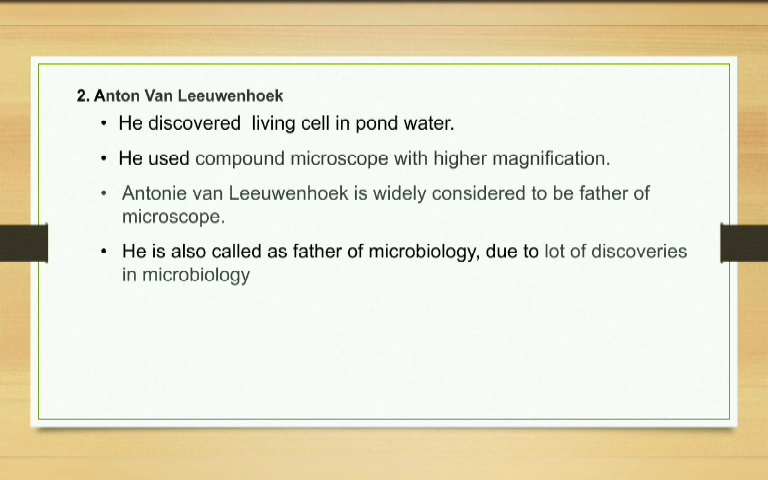 2. Anton Van Leeuwenhoek
• He discovered living cell in pond water.
• He used compound microscope with higher magnification.
• Antonie van Leeuwenhoek is widely considered to be father of
microscope.
• He is also called as father of microbiology, due to lot of discoveries
in microbiology